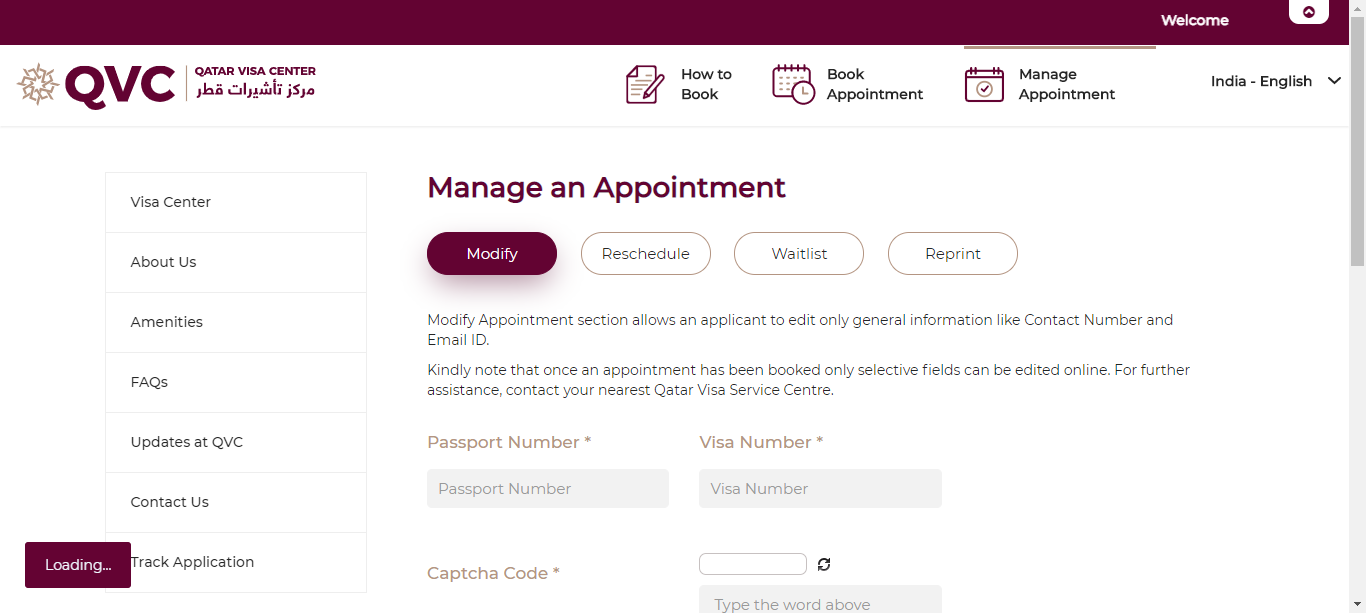 Welcome
QVC
QATAR VISA CENTER
مركز تأشيرات قطر
How to
Book
Book
Appointment
Manage
Appointment
India - English
Visa Center
About Us
Amenities
FAQs
Updates at QVC
Contact Us
Track Application
Loading...
Manage an Appointment
Modify
Reschedule
Waitlist
Reprint
Modify Appointment section allows an applicant to edit only general information like Contact Number and
Email ID.
Kindly note that once an appointment has been booked only selective fields can be edited online. For further
assistance, contact your nearest Qatar Visa Service Centre.
Passport Number *
Visa Number *
Passport Number
Visa Number
Captcha Code *
Type the word above